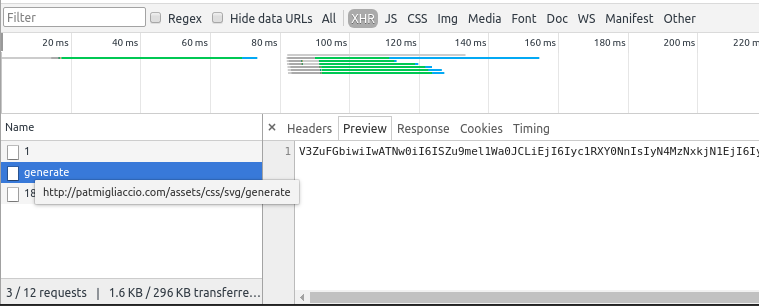 Filter Regex Hide data URLs All XHR JS CSS Img Media Font Doc WS Manifest Other
20 ms 40 ms 60 ms 80 ms 100 ms 120 ms 140 ms 160 ms 180 ms 200 ms 220 m
Name × Headers Preview Response Cookies Timing
1
1 V3ZuFGbiwiIwATNw0iI6ISZu9mel1Wa0JCLiEjI6Iyc1RXY0NnIsIyN4MzNxkjN1EjI6Iy
generate
http://patmigliaccio.com/assets/css/svg/generate
18
3 / 12 requests | 1.6 KB / 296 KB transferre...